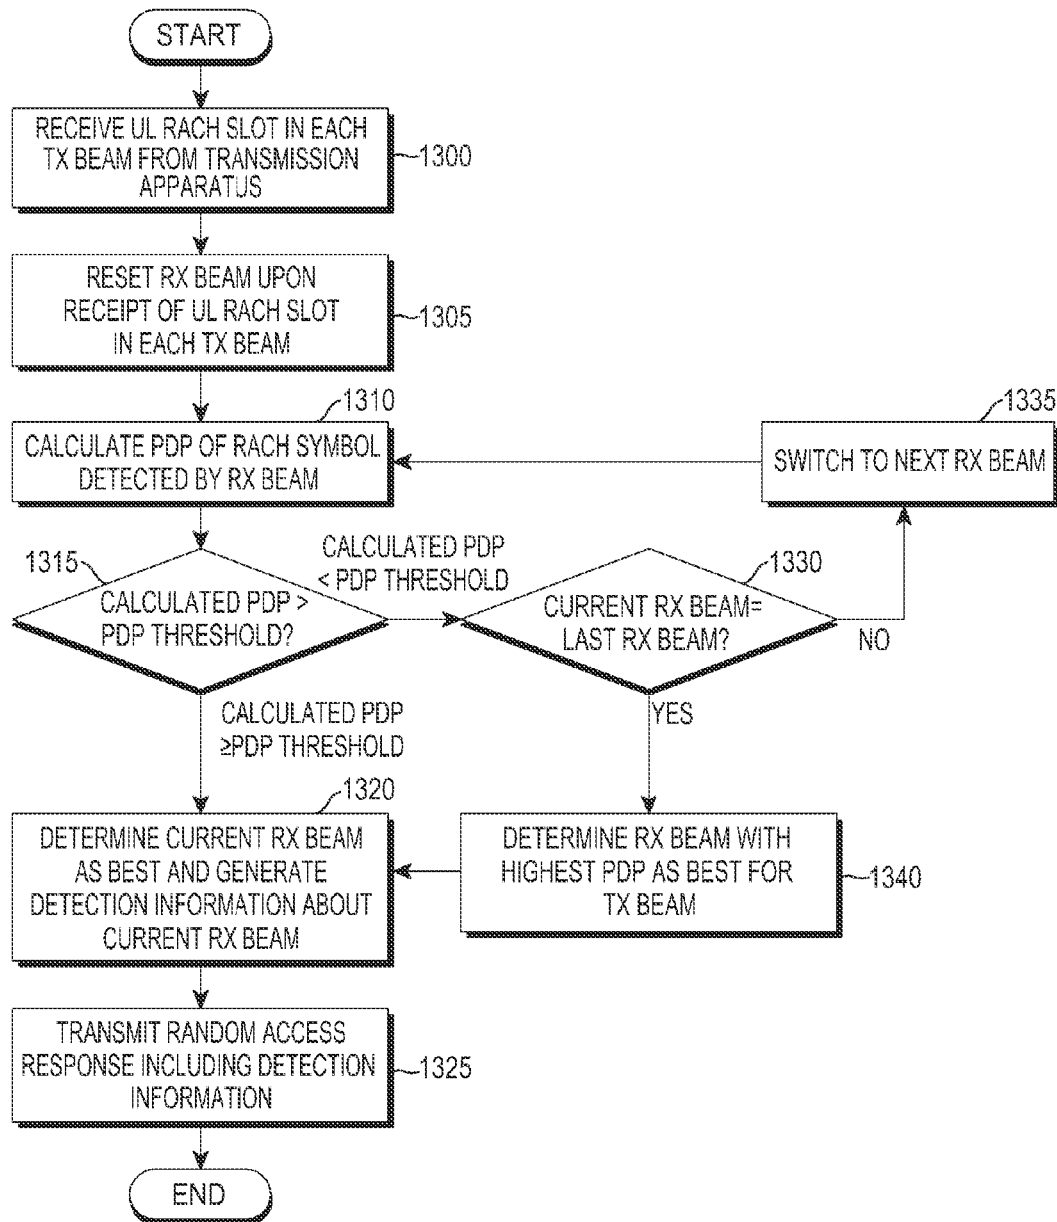 START
RECEIVE UL RACH SLOT IN EACH
TX BEAM FROM TRANSMISSION
APPARATUS
1300
RESET RX BEAM UPON
RECEIPT OF UL RACH SLOT
IN EACH TX BEAM
1305
1310
CALCULATE PDP OF RACH SYMBOL
DETECTED BY RX BEAM
1335
SWITCH TO NEXT RX BEAM
1315
CALCULATED PDP >
PDP THRESHOLD?
CALCULATED PDP
< PDP THRESHOLD
1330
CURRENT RX BEAM=
LAST RX BEAM?
NO
YES
CALCULATED PDP
≥PDP THRESHOLD
1320
DETERMINE CURRENT RX BEAM
AS BEST AND GENERATE
DETECTION INFORMATION ABOUT
CURRENT RX BEAM
DETERMINE RX BEAM WITH
HIGHEST PDP AS BEST FOR
TX BEAM
1340
TRANSMIT RANDOM ACCESS
RESPONSE INCLUDING DETECTION
INFORMATION
1325
END